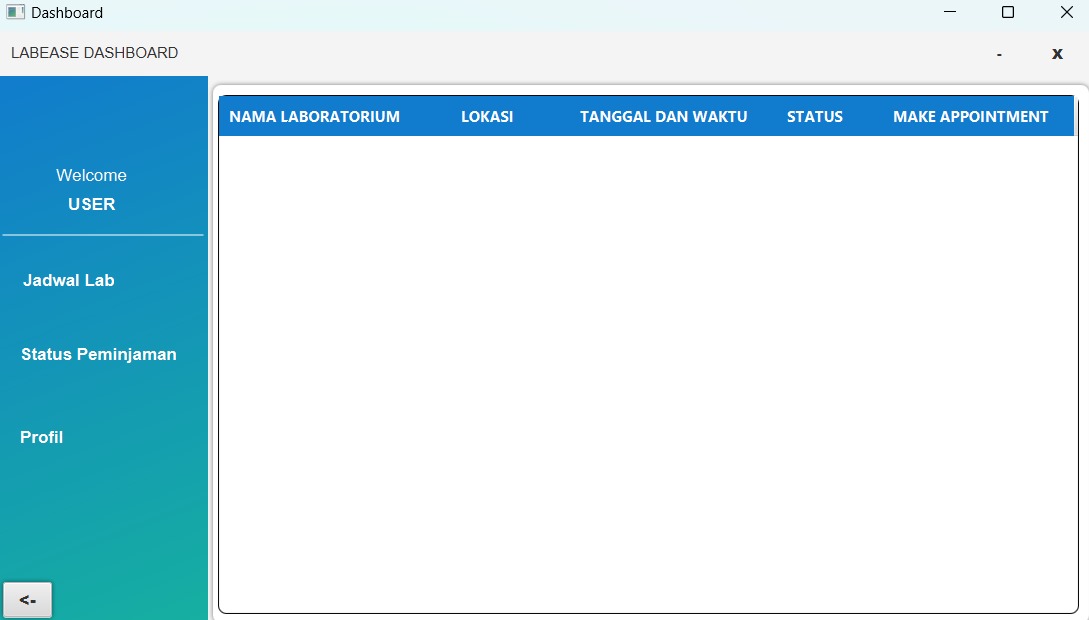 Dashboard
LABEASE DASHBOARD
-
x
Welcome
USER
Jadwal Lab
Status Peminjaman
Profil
<-
NAMA LABORATORIUM LOKASI TANGGAL DAN WAKTU STATUS MAKE APPOINTMENT